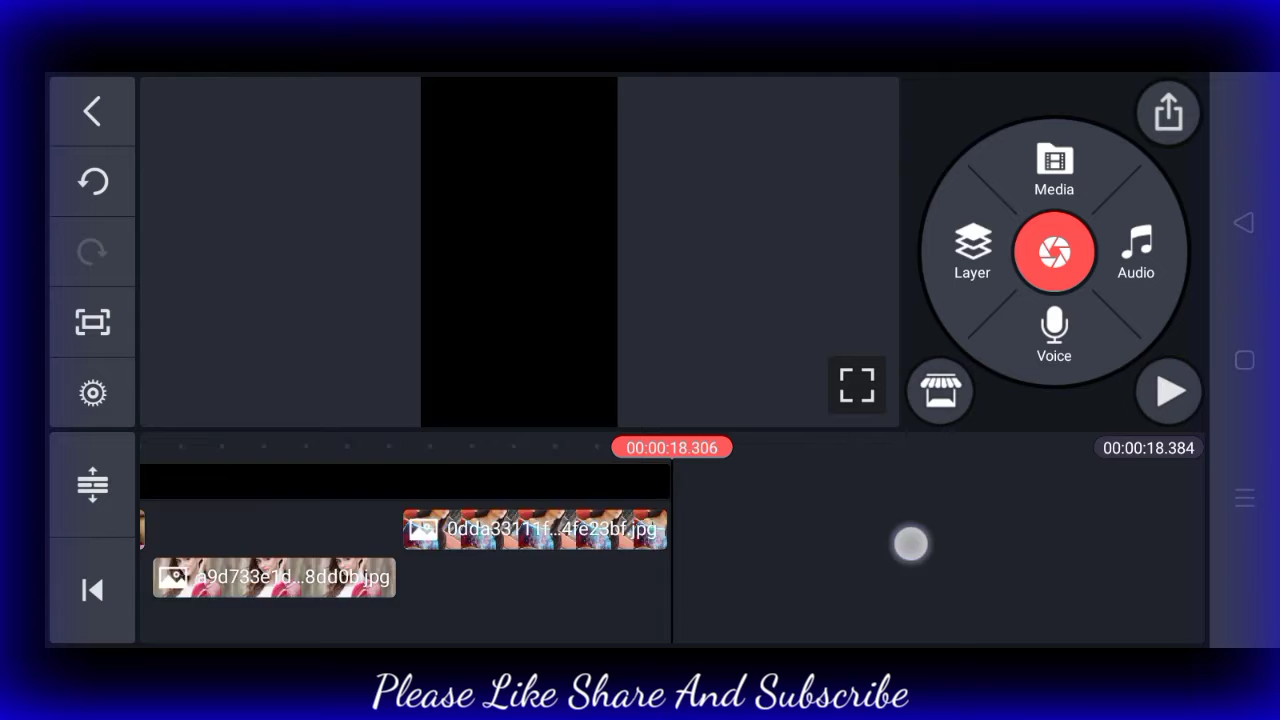 Media
Layer
Audio
Voice
00:00:18.306
00:00:18.384
0dda33111f...4fe23bf.jpg
a9d733e1d...8dd0b.jpg
Please Like Share And Subscribe